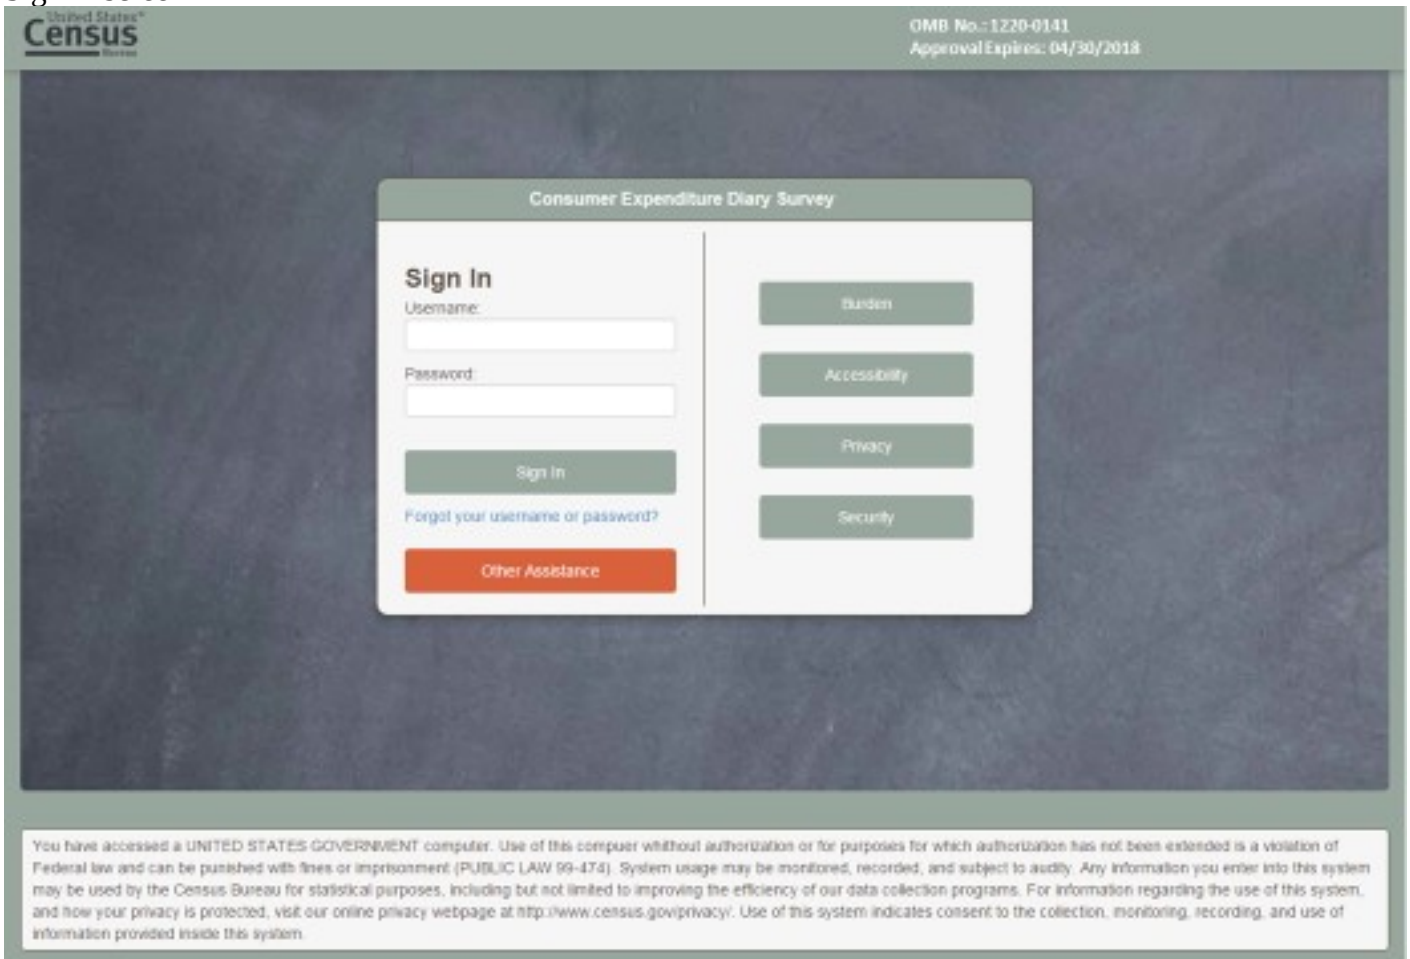 United States®
Census
Bureau
OMB No.: 1220-0141
Approval Expires: 04/30/2018
Consumer Expenditure Diary Survey
Sign In
Username:
Password:
Sign In
Forgot your username or password?
Other Assistance
Burden
Accessibility
Privacy
Security
You have accessed a UNITED STATES GOVERNMENT computer. Use of this compuer whithout authorization or for purposes for which authorization has not been extended is a violation of
Federal law and can be punished with fines or imprisonment (PUBLIC LAW 99-474). System usage may be monitored, recorded, and subject to audity. Any information you enter into this system
may be used by the Census Bureau for statistical purposes, including but not limited to improving the efficiency of our data collection programs. For information regarding the use of this system,
and how your privacy is protected, visit our online privacy webpage at http://www.census.gov/privacy/. Use of this system indicates consent to the collection, monitoring, recording, and use of
information provided inside this system.